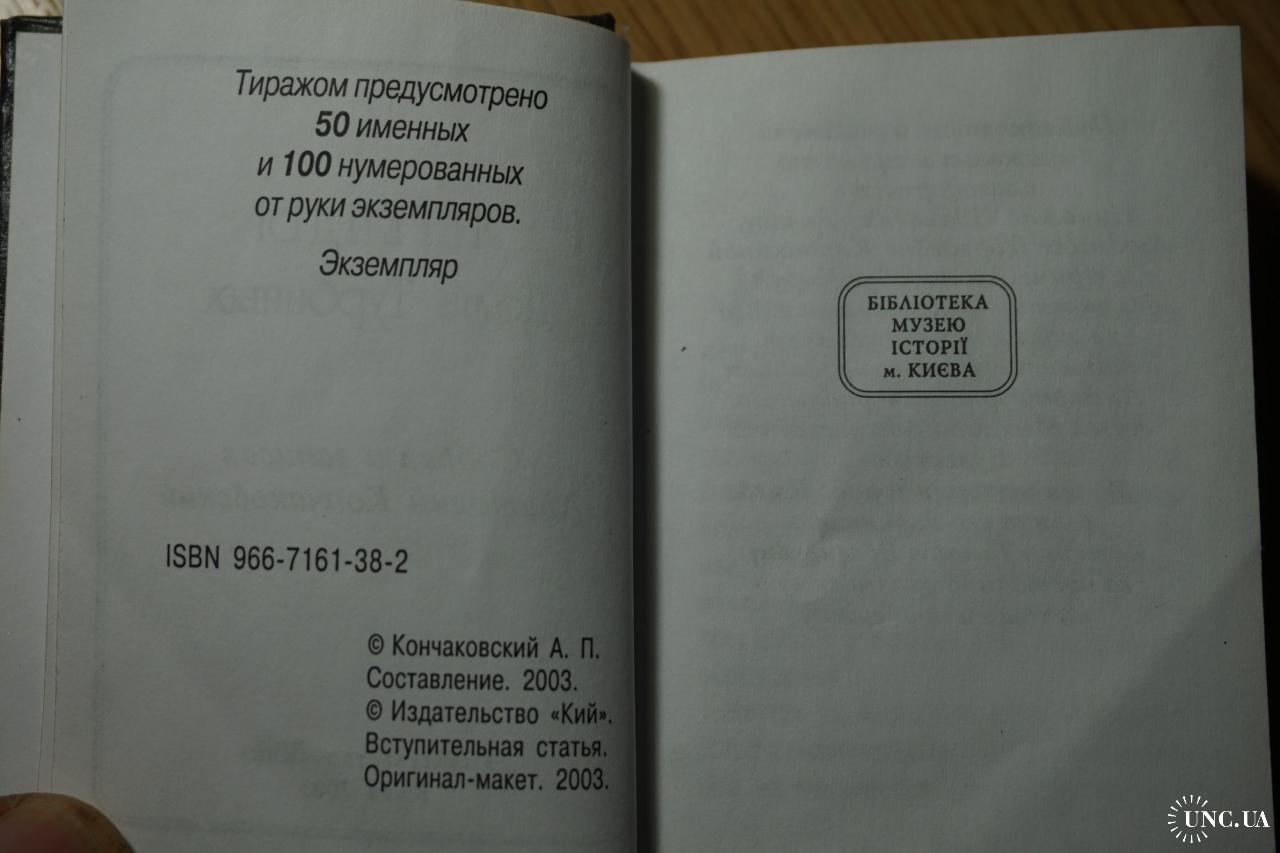 Тиражом предусмотрено
50 именных
и 100 нумерованных
от руки экземпляров.
Экземпляр
ISBN 966-7161-38-2
© Кончаковский А. П.
Составление. 2003.
© Издательство «Кий».
Вступительная статья.
Оригинал-макет. 2003.
БІБЛІОТЕКА
МУЗЕЮ
ІСТОРІЇ
м. КИЄВА
UNC.UA